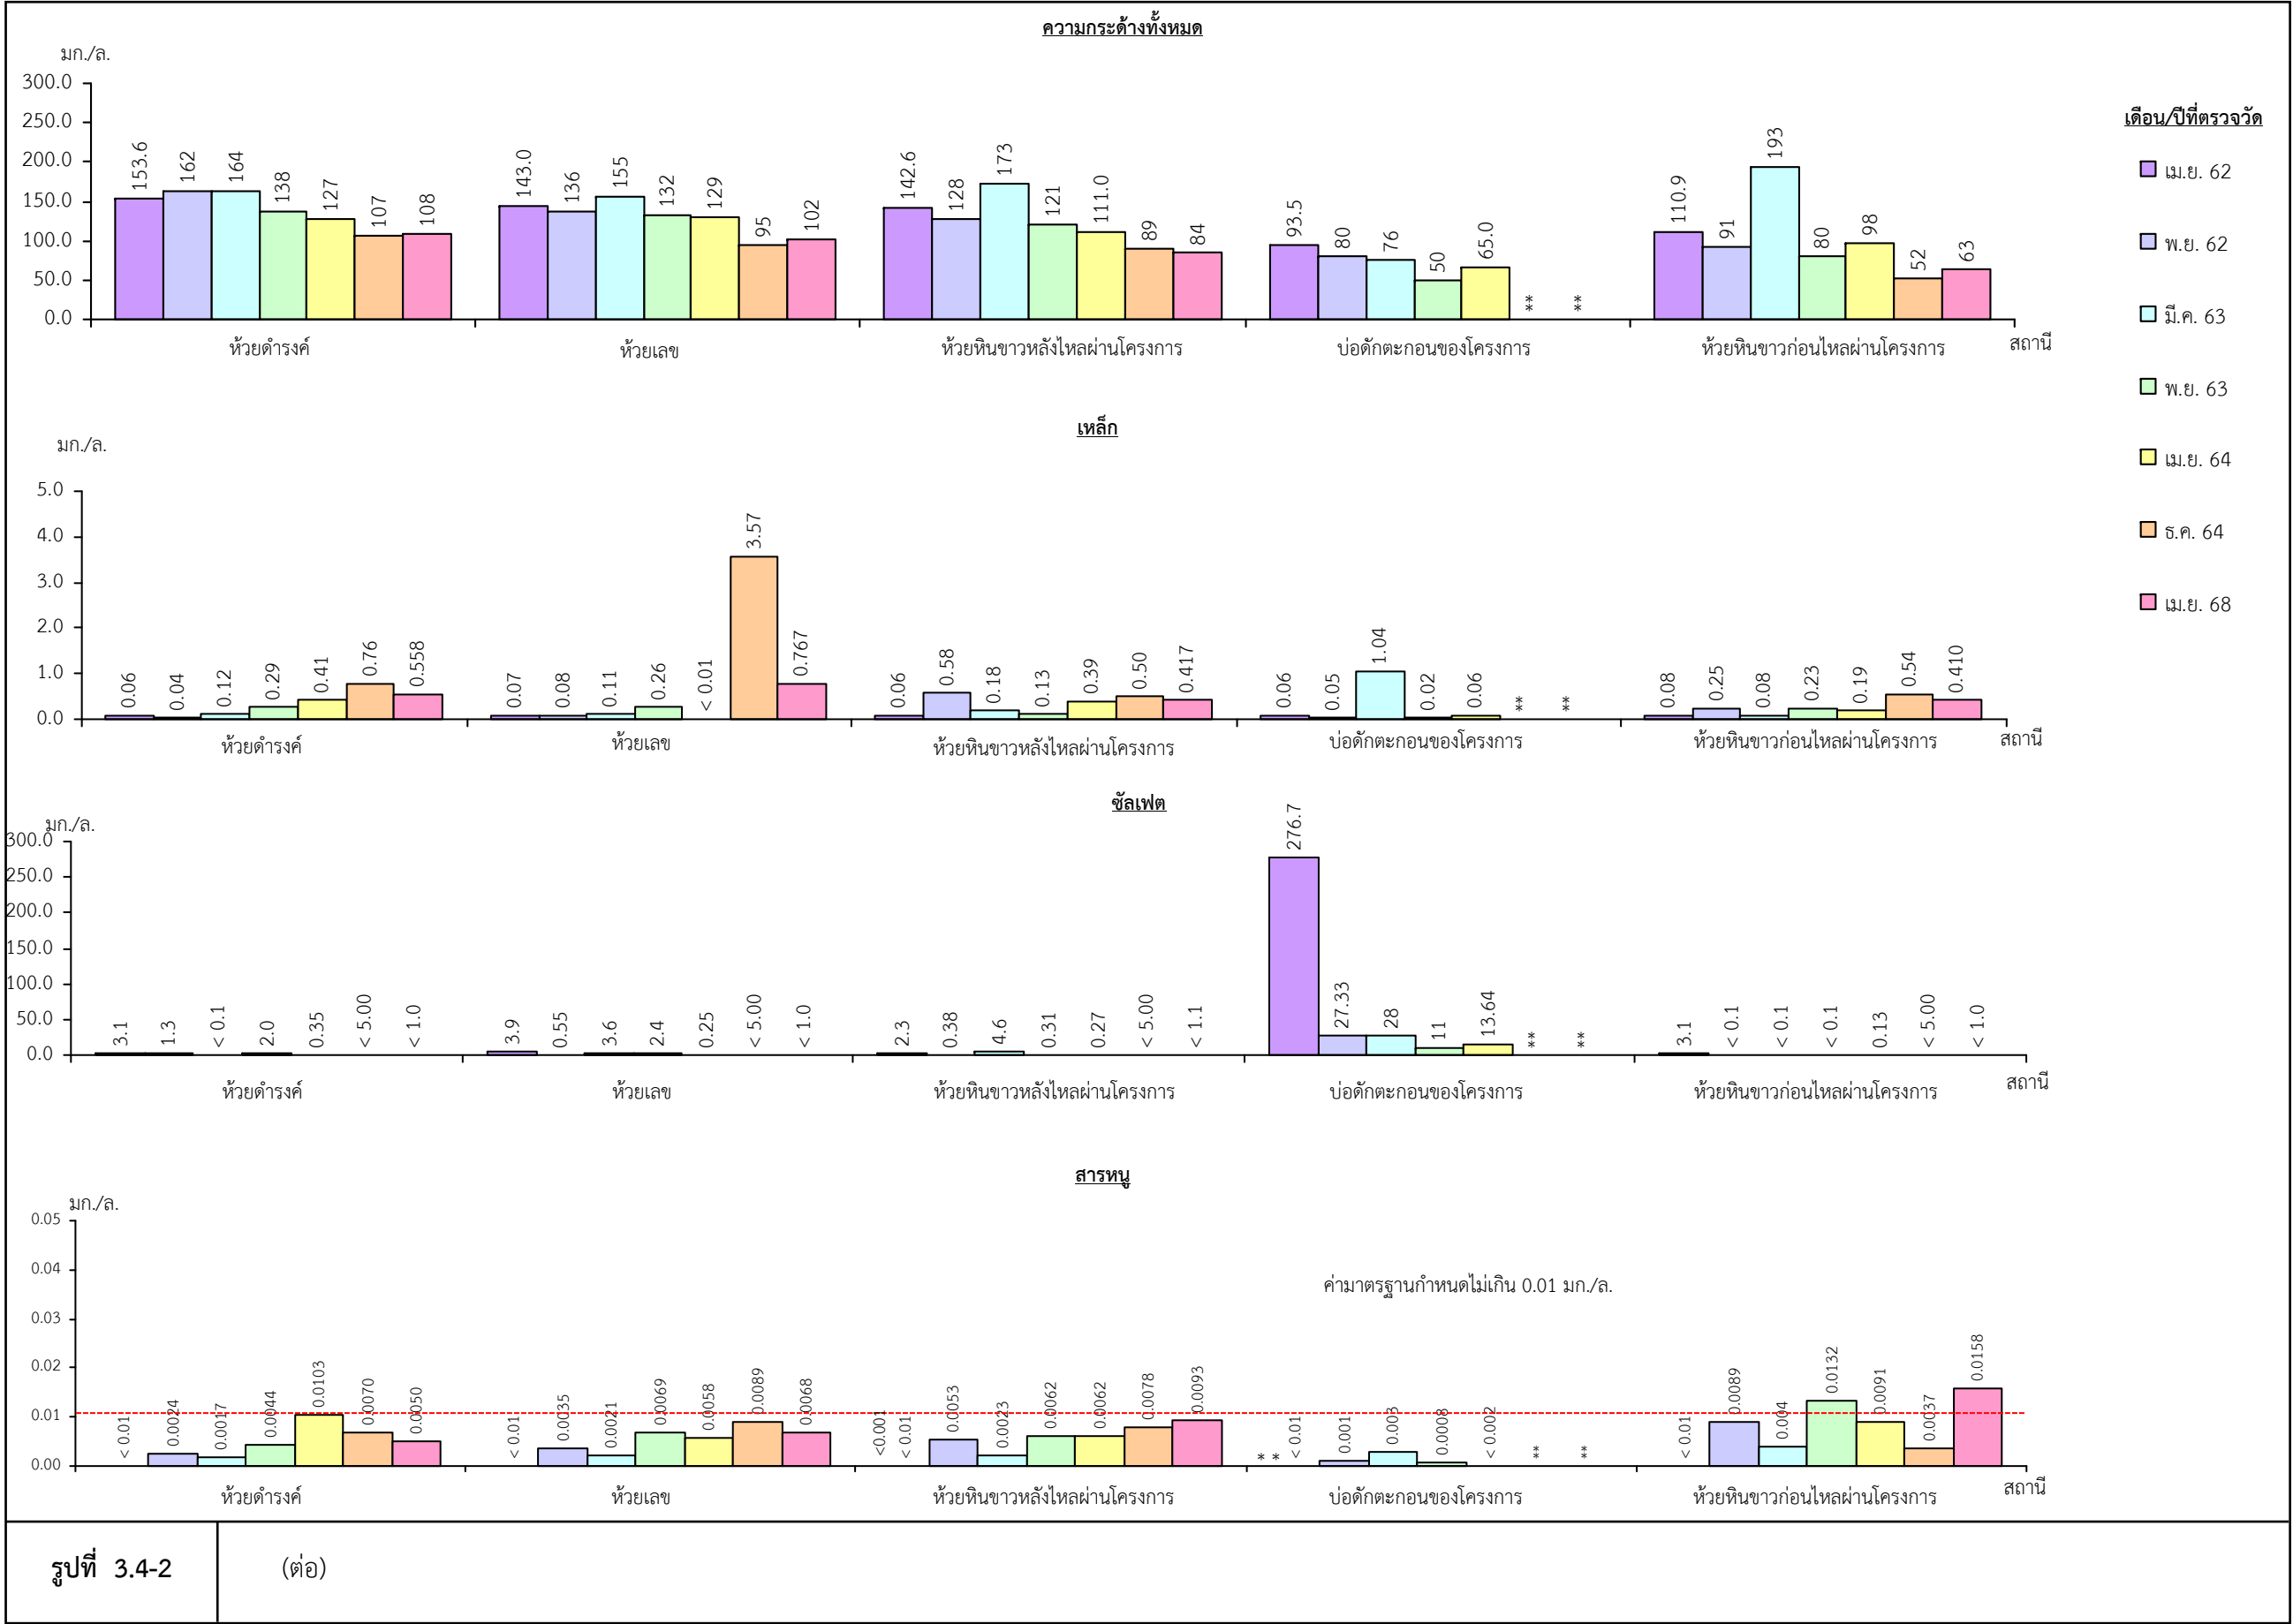 ความกระด้างทั้งหมด
มก./ล.
300.0
250.0
200.0
150.0
100.0
50.0
0.0
153.6 162 164 138 127 107 108
143.0 136 155 132 129 95 102
142.6 128 173 121 111.0 89 84
93.5 80 76 50 65.0 ** **
110.9 91 193 80 98 52 63
ห้วยดำรงค์ ห้วยเลข ห้วยหินขาวหลังไหลผ่านโครงการ บ่อดักตะกอนของโครงการ ห้วยหินขาวก่อนไหลผ่านโครงการ สถานี
เดือน/ปีที่ตรวจวัด
เม.ย. 62
พ.ย. 62
มี.ค. 63
พ.ย. 63
เม.ย. 64
ธ.ค. 64
เม.ย. 68
เหล็ก
มก./ล.
5.0
4.0
3.0
2.0
1.0
0.0
0.06 0.04 0.12 0.29 0.41 0.76 0.558
0.07 0.08 0.11 0.26 < 0.01 3.57 0.767
0.06 0.58 0.18 0.13 0.39 0.50 0.417
0.06 0.05 1.04 0.02 0.06 ** **
0.08 0.25 0.08 0.23 0.19 0.54 0.410
ห้วยดำรงค์ ห้วยเลข ห้วยหินขาวหลังไหลผ่านโครงการ บ่อดักตะกอนของโครงการ ห้วยหินขาวก่อนไหลผ่านโครงการ สถานี
ซัลเฟต
มก./ล.
300.0
250.0
200.0
150.0
100.0
50.0
0.0
3.1 1.3 < 0.1 2.0 0.35 < 5.00 < 1.0
3.9 0.55 3.6 2.4 0.25 < 5.00 < 1.0
2.3 0.38 4.6 0.31 0.27 < 5.00 < 1.1
276.7 27.33 28 11 13.64 ** **
3.1 < 0.1 < 0.1 < 0.1 0.13 < 5.00 < 1.0
ห้วยดำรงค์ ห้วยเลข ห้วยหินขาวหลังไหลผ่านโครงการ บ่อดักตะกอนของโครงการ ห้วยหินขาวก่อนไหลผ่านโครงการ สถานี
สารหนู
มก./ล.
0.05
0.04
0.03
0.02
0.01
0.00
ค่ามาตรฐานกำหนดไม่เกิน 0.01 มก./ล.
< 0.01 0.0024 0.0017 0.0044 0.0103 0.0070 0.0050
< 0.01 0.0035 0.0021 0.0069 0.0058 0.0089 0.0068
<0.001 < 0.01 0.0053 0.0023 0.0062 0.0062 0.0078 0.0093
* * < 0.01 0.001 0.003 0.0008 < 0.002 ** **
< 0.01 0.0089 0.004 0.0132 0.0091 0.0037 0.0158
ห้วยดำรงค์ ห้วยเลข ห้วยหินขาวหลังไหลผ่านโครงการ บ่อดักตะกอนของโครงการ ห้วยหินขาวก่อนไหลผ่านโครงการ สถานี
รูปที่ 3.4-2 (ต่อ)